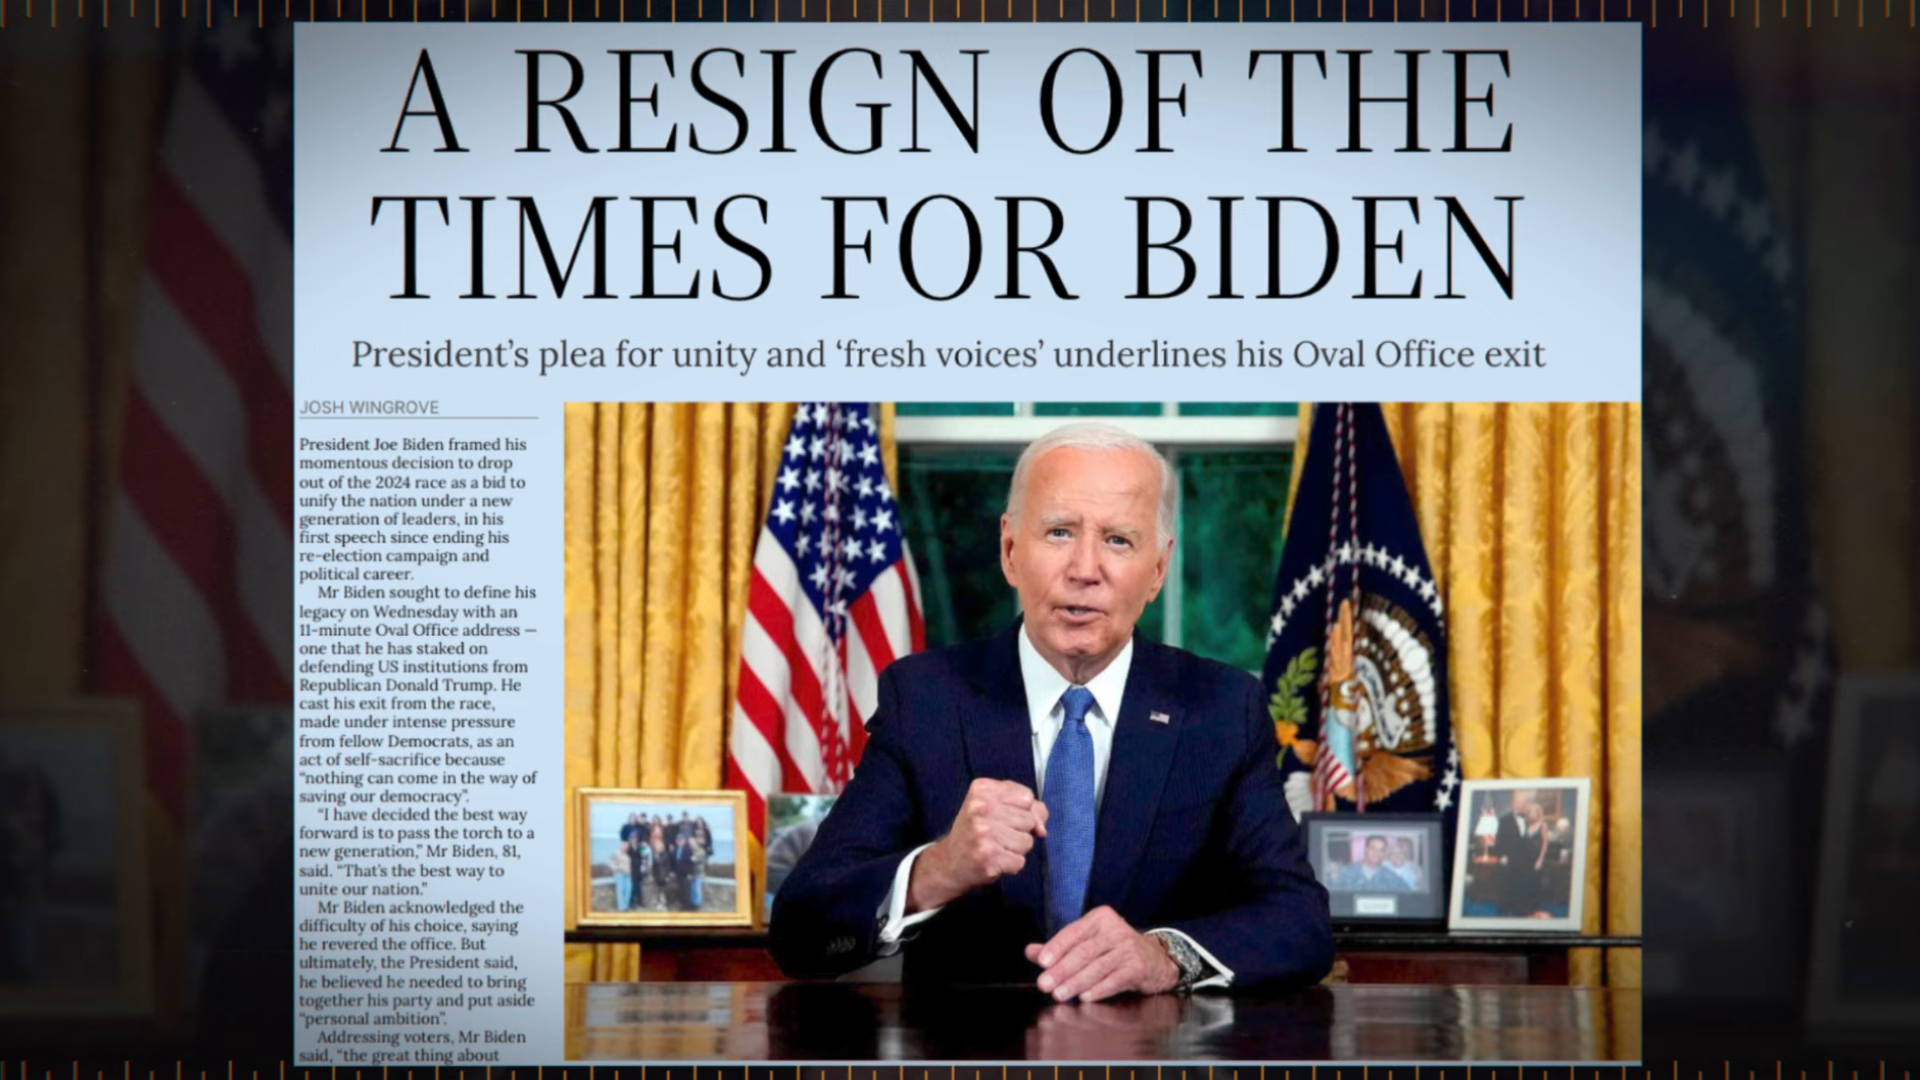 A RESIGN OF THE
TIMES FOR BIDEN
President's plea for unity and ‘fresh voices’ underlines his Oval Office exit
JOSH WINGROVE
President Joe Biden framed his
momentous decision to drop
out of the 2024 race as a bid to
unify the nation under a new
generation of leaders, in his
first speech since ending his
re-election campaign and
political career.
Mr Biden sought to define his
legacy on Wednesday with an
11-minute Oval Office address —
one that he has staked on
defending US institutions from
Republican Donald Trump. He
cast his exit from the race,
made under intense pressure
from fellow Democrats, as an
act of self-sacrifice because
“nothing can come in the way of
saving our democracy”.
“I have decided the best way
forward is to pass the torch to a
new generation,” Mr Biden, 81,
said. “That's the best way to
unite our nation.”
Mr Biden acknowledged the
difficulty of his choice, saying
he revered the office. But
ultimately, the President said,
he believed he needed to bring
together his party and put aside
“personal ambition”.
Addressing voters, Mr Biden
said, “the great thing about